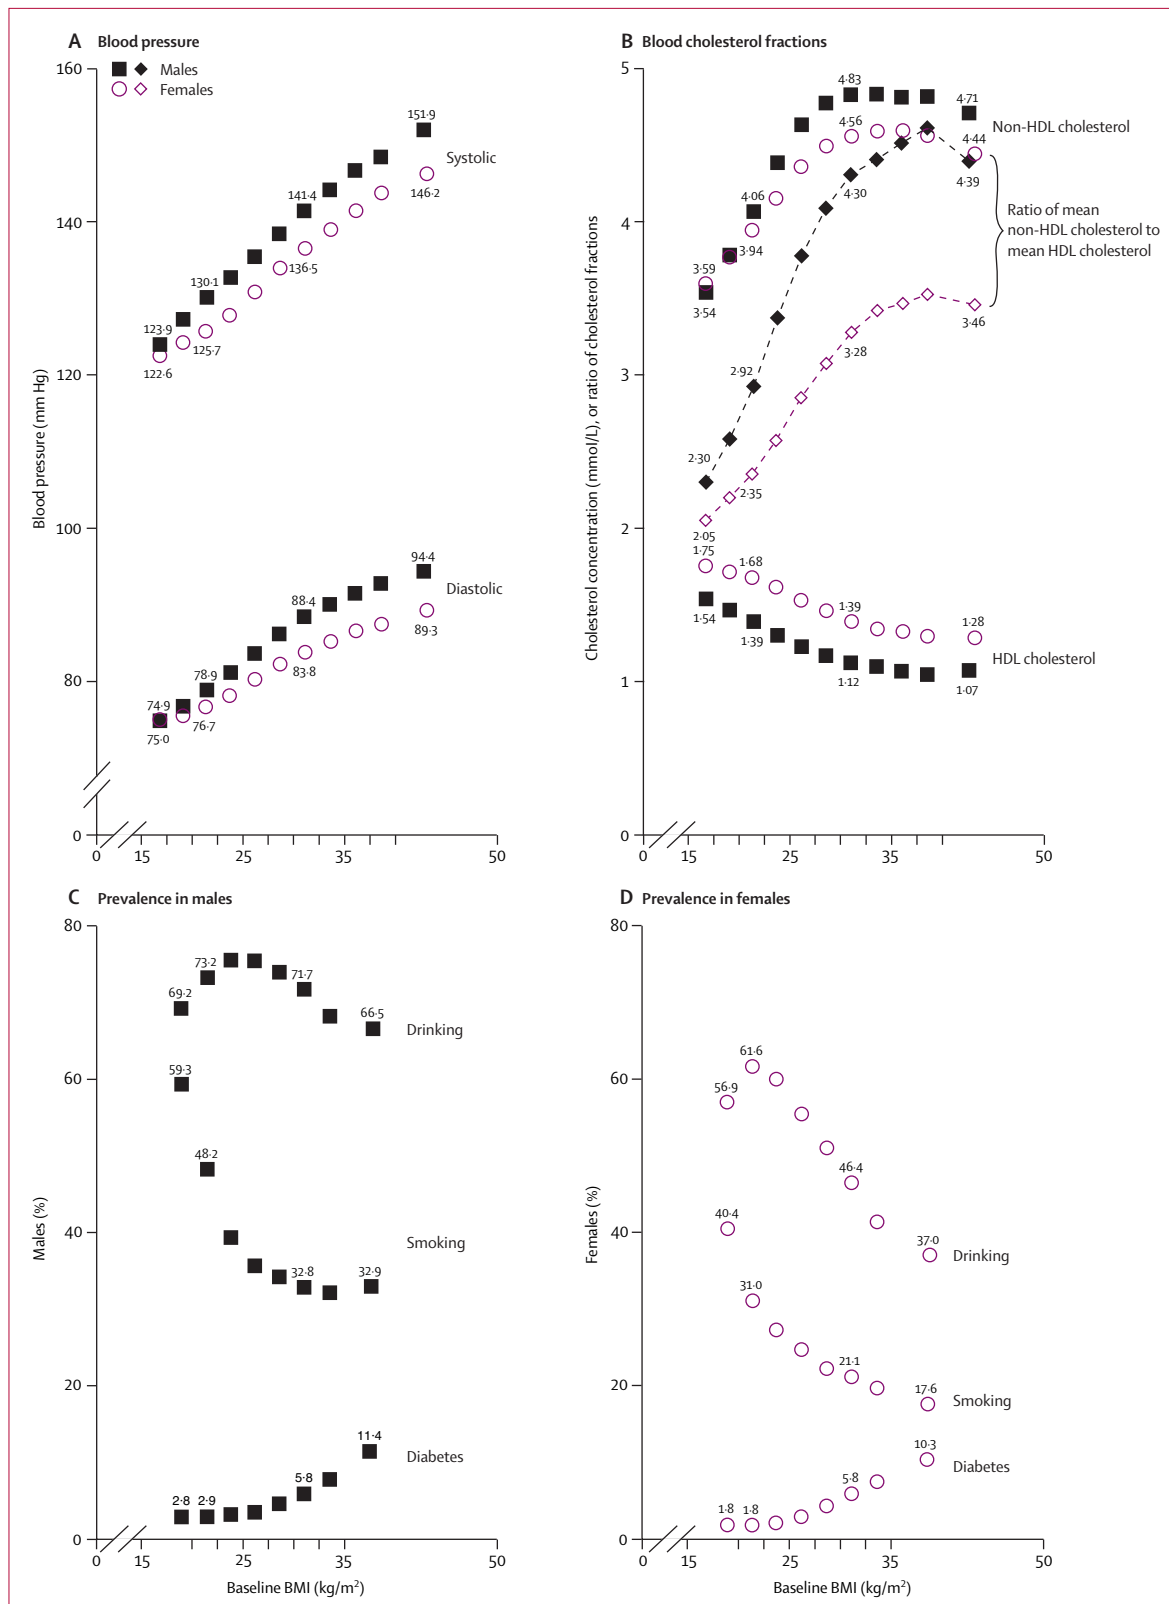 A Blood pressure
Males
Females
160
140
120
100
80
0
Blood pressure (mm Hg)
151·9
Systolic
141·4
146·2
130·1
136·5
123·9
125·7
122·6
94·4
Diastolic
88·4
89·3
78·9
83·8
74·9
76·7
75·0
0 15 25 35 50
B Blood cholesterol fractions
5
4
3
2
1
0
Cholesterol concentration (mmol/L), or ratio of cholesterol fractions
4·83
4·71
Non-HDL cholesterol
4·56
4·44
4·06
4·30
4·39
3·94
Ratio of mean
non-HDL cholesterol to
mean HDL cholesterol
3·59
3·54
3·28
3·46
2·92
2·30
2·35
2·05
1·75
1·68
1·39
1·28
1·54
1·39
HDL cholesterol
1·12
1·07
0 15 25 35 50
C Prevalence in males
80
60
40
20
0
Males (%)
73·2
71·7
69·2
66·5
Drinking
59·3
48·2
Smoking
32·8
32·9
11·4
Diabetes
5·8
2·8
2·9
0 15 25 35 50
Baseline BMI (kg/m²)
D Prevalence in females
Females (%)
61·6
56·9
46·4
40·4
37·0
Drinking
31·0
21·1
17·6
Smoking
10·3
Diabetes
5·8
1·8
1·8
0 15 25 35 50
Baseline BMI (kg/m²)